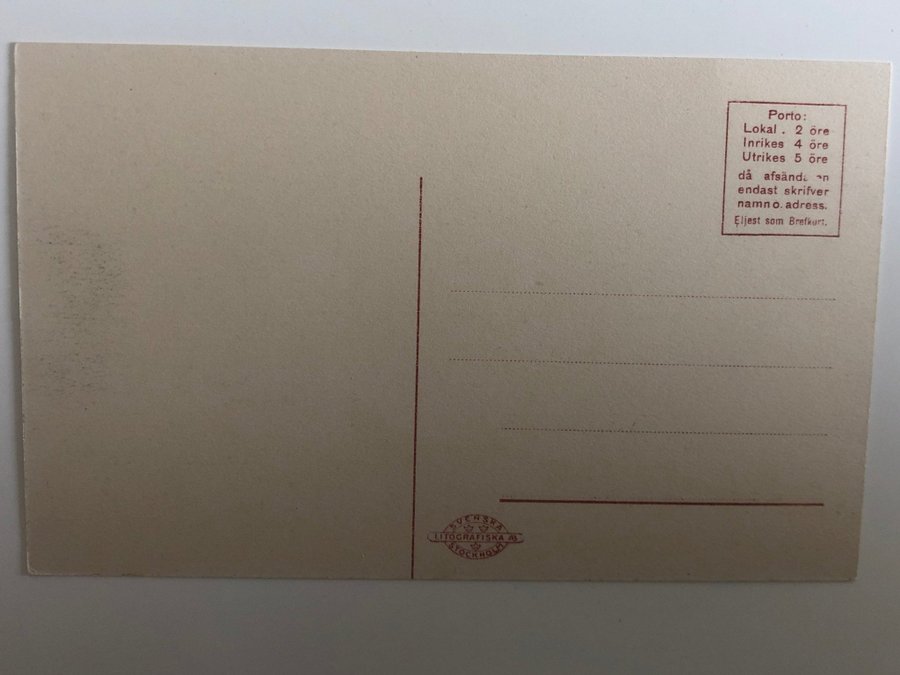 Porto:
Lokal . 2 öre
Inrikes 4 öre
Utrikes 5 öre
då afsändaren
endast skrifver
namn o. adress.
Eljest som Brefkort.
SVENSKA
LITOGRAFISKA AB
STOCKHOLM